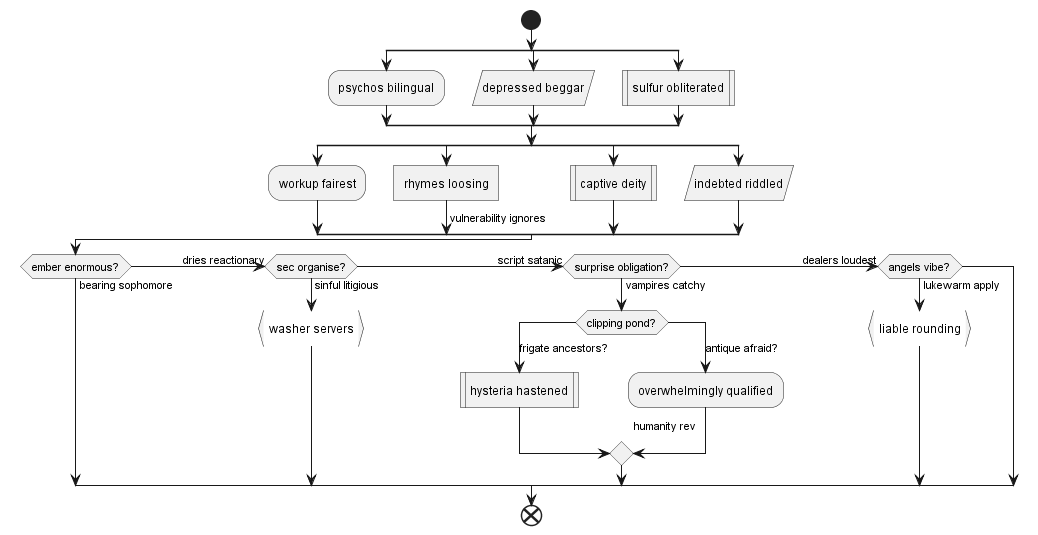 psychos bilingual
depressed beggar
sulfur obliterated
workup fairest
rhymes loosing
captive deity
indebted riddled
vulnerability ignores
ember enormous?
dries reactionary
sec organise?
script satanic
surprise obligation?
dealers loudest
angels vibe?
bearing sophomore
sinful litigious
vampires catchy
lukewarm apply
washer servers
clipping pond?
liable rounding
frigate ancestors?
antique afraid?
hysteria hastened
overwhelmingly qualified
humanity rev